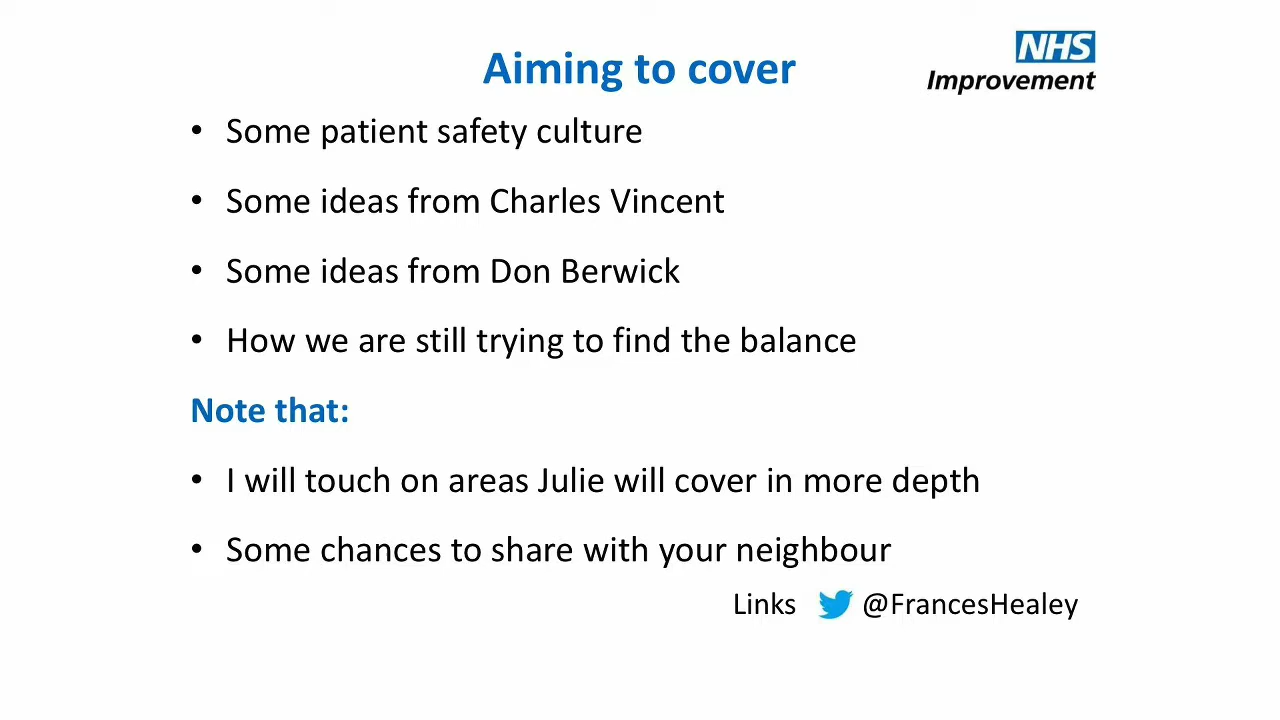 Aiming to cover
NHS
Improvement
• Some patient safety culture
• Some ideas from Charles Vincent
• Some ideas from Don Berwick
• How we are still trying to find the balance
Note that:
• I will touch on areas Julie will cover in more depth
• Some chances to share with your neighbour
Links @FrancesHealey